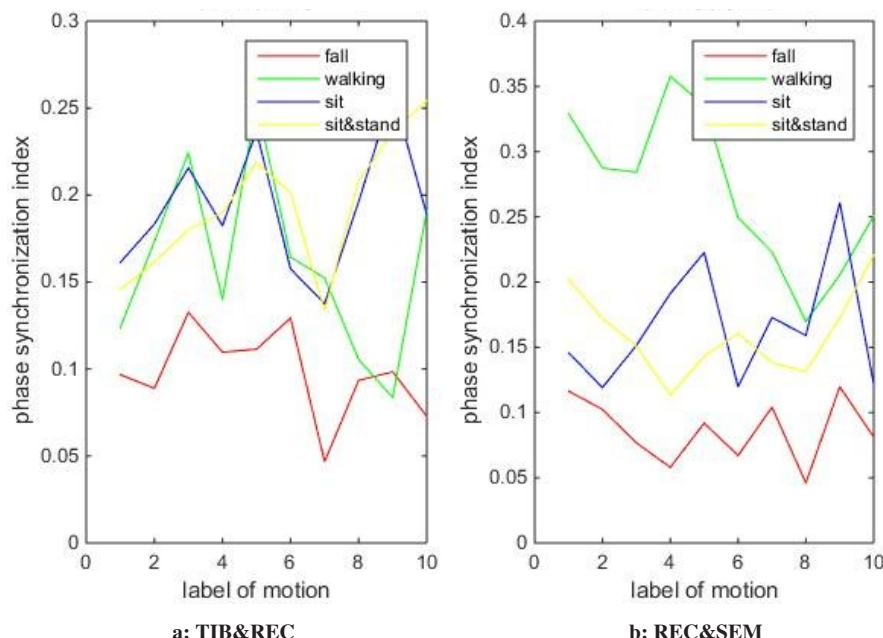 0.3
0.25
0.2
0.15
0.1
0.05
0
phase synchronization index
fall
walking
sit
sit&stand
0 2 4 6 8 10
label of motion
a: TIB&REC
0.4
0.35
0.3
0.25
0.2
0.15
0.1
0.05
0
phase synchronization index
fall
walking
sit
sit&stand
0 2 4 6 8 10
label of motion
b: REC&SEM